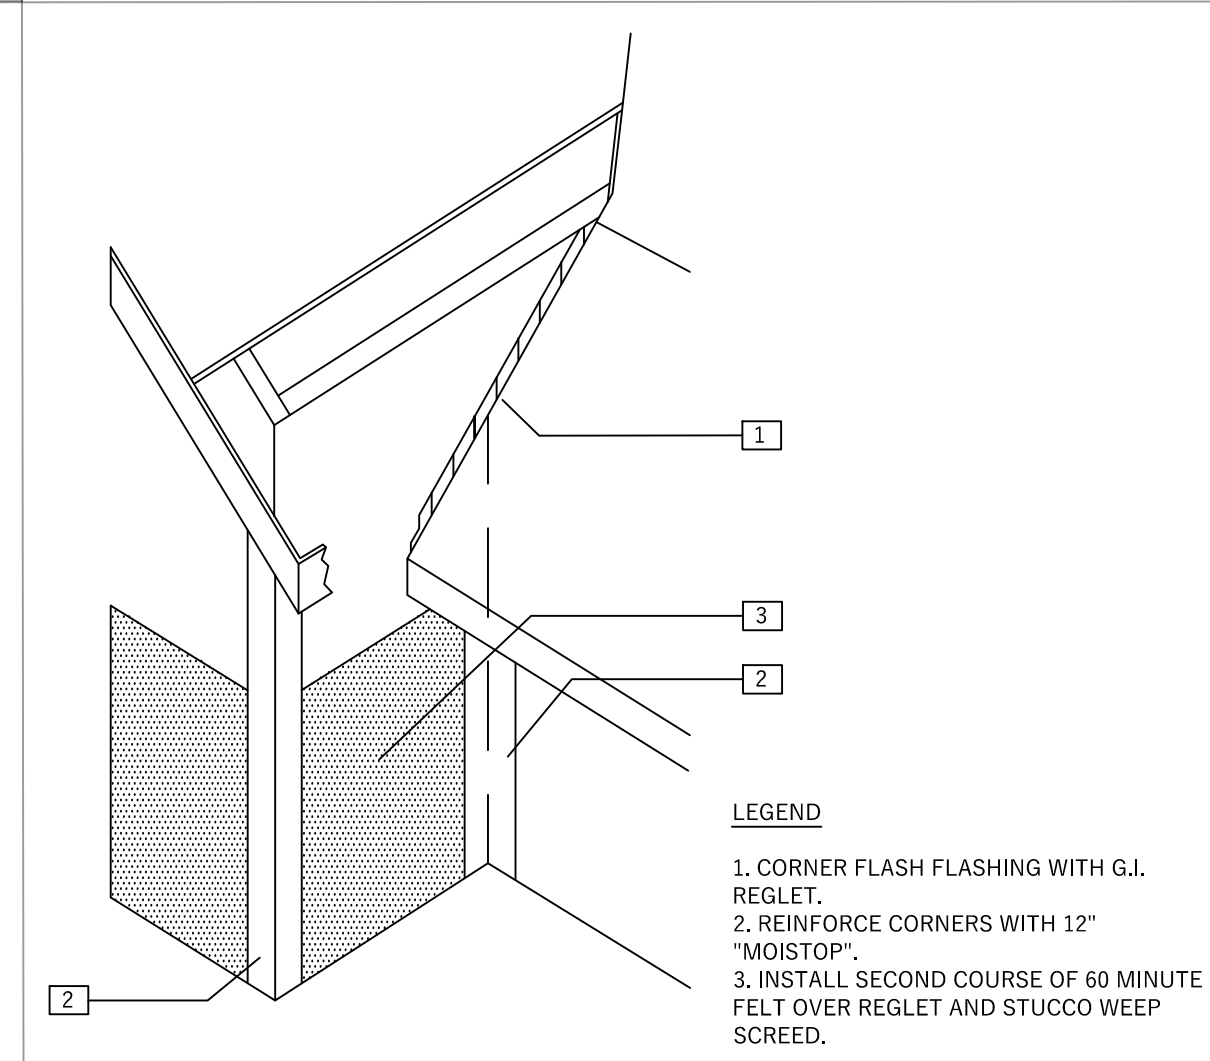 1
3
2
LEGEND
1. CORNER FLASH FLASHING WITH G.I.
REGLET.
2. REINFORCE CORNERS WITH 12"
"MOISTOP".
3. INSTALL SECOND COURSE OF 60 MINUTE
FELT OVER REGLET AND STUCCO WEEP
SCREED.
2